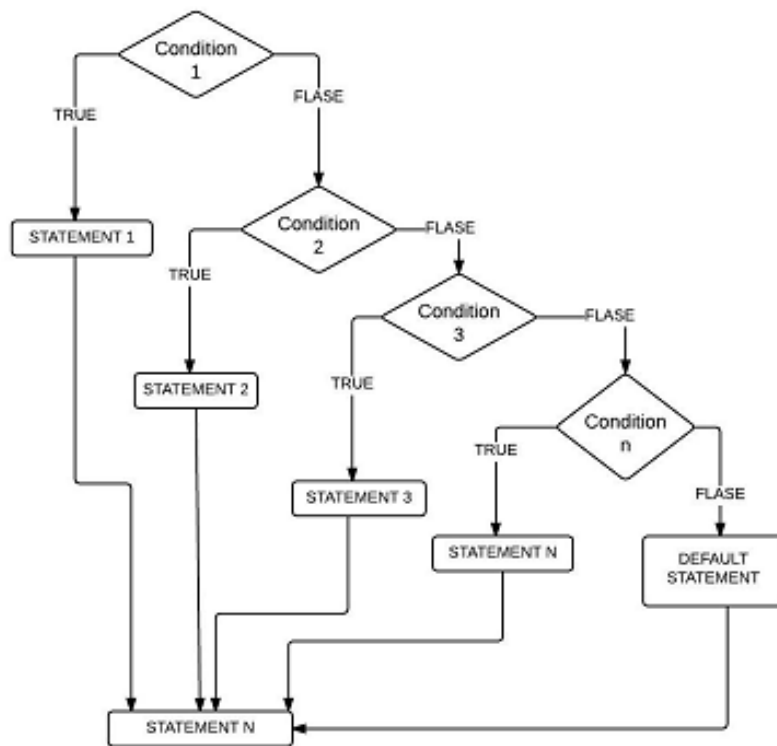 Condition
1
TRUE
FLASE
STATEMENT 1
Condition
2
FLASE
TRUE
Condition
3
FLASE
STATEMENT 2
TRUE
Condition
n
TRUE
FLASE
STATEMENT 3
STATEMENT N
DEFAULT
STATEMENT
STATEMENT N